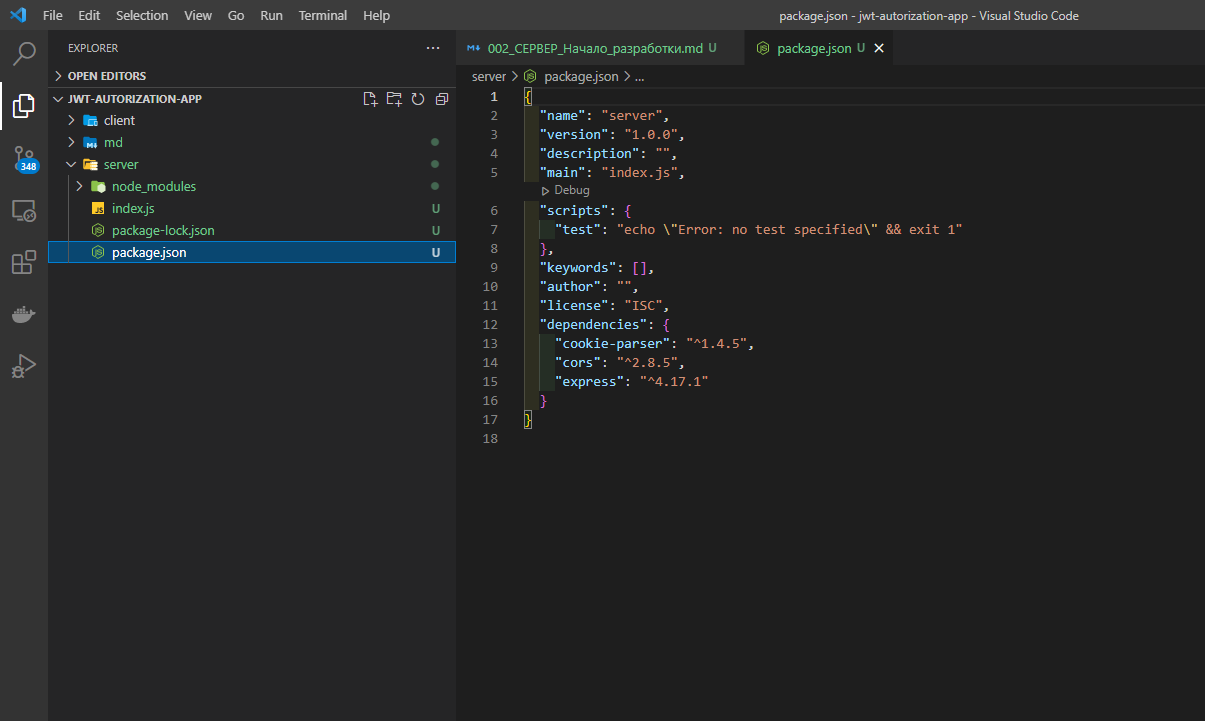 File Edit Selection View Go Run Terminal Help
package.json - jwt-autorization-app - Visual Studio Code
EXPLORER
OPEN EDITORS
JWT-AUTORIZATION-APP
client
md
server
node_modules
index.js U
package-lock.json U
package.json U
348
002_СЕРВЕР_Начало_разработки.md U
package.json U
server > package.json > ...
1 {
2 "name": "server",
3 "version": "1.0.0",
4 "description": "",
5 "main": "index.js",
Debug
6 "scripts": {
7 "test": "echo \"Error: no test specified\" && exit 1"
8 },
9 "keywords": [],
10 "author": "",
11 "license": "ISC",
12 "dependencies": {
13 "cookie-parser": "^1.4.5",
14 "cors": "^2.8.5",
15 "express": "^4.17.1"
16 }
17 }
18